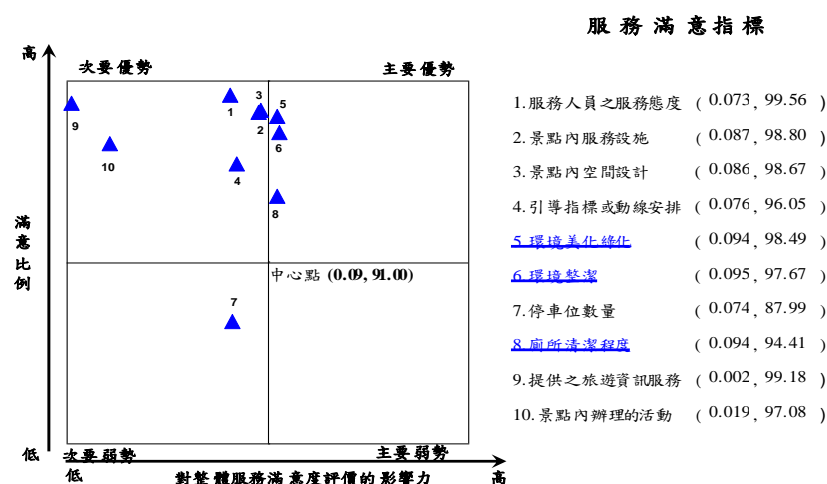 服務滿意指標
高
次要優勢
主要優勢
1.服務人員之服務態度 ( 0.073, 99.56 )
2.景點內服務設施 ( 0.087, 98.80 )
3.景點內空間設計 ( 0.086, 98.67 )
4.引導指標或動線安排 ( 0.076, 96.05 )
5.環境美化綠化 ( 0.094, 98.49 )
6.環境整潔 ( 0.095, 97.67 )
7.停車位數量 ( 0.074, 87.99 )
8.廁所清潔程度 ( 0.094, 94.41 )
9.提供之旅遊資訊服務 ( 0.002, 99.18 )
10.景點內辦理的活動 ( 0.019, 97.08 )
9
10
1
3
2
5
6
4
8
滿意比例
中心點 (0.09, 91.00)
7
低
次要弱勢
主要弱勢
低
對整體服務滿意度評價的影響力
高